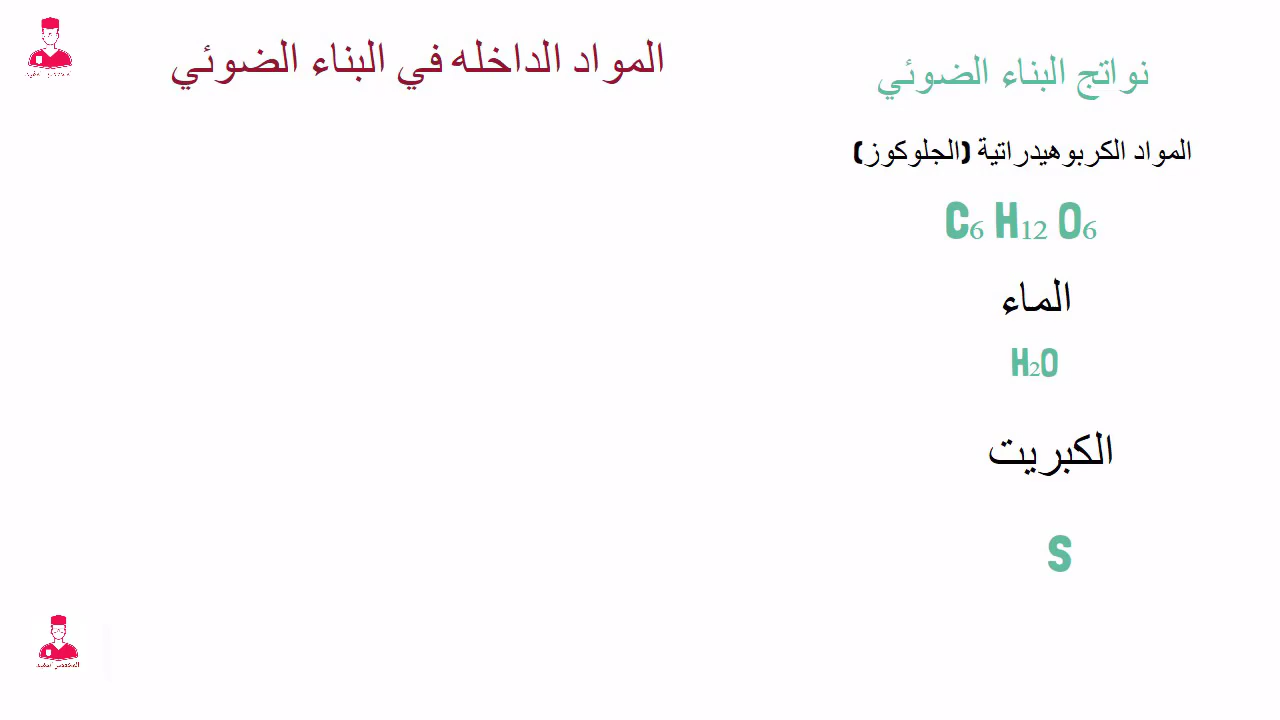 نواتج البناء الضوئي
المواد الداخله في البناء الضوئي
المواد الكربوهيدراتية (الجلوكوز)
C6 H12 O6
الماء
H2O
الكبريت
S